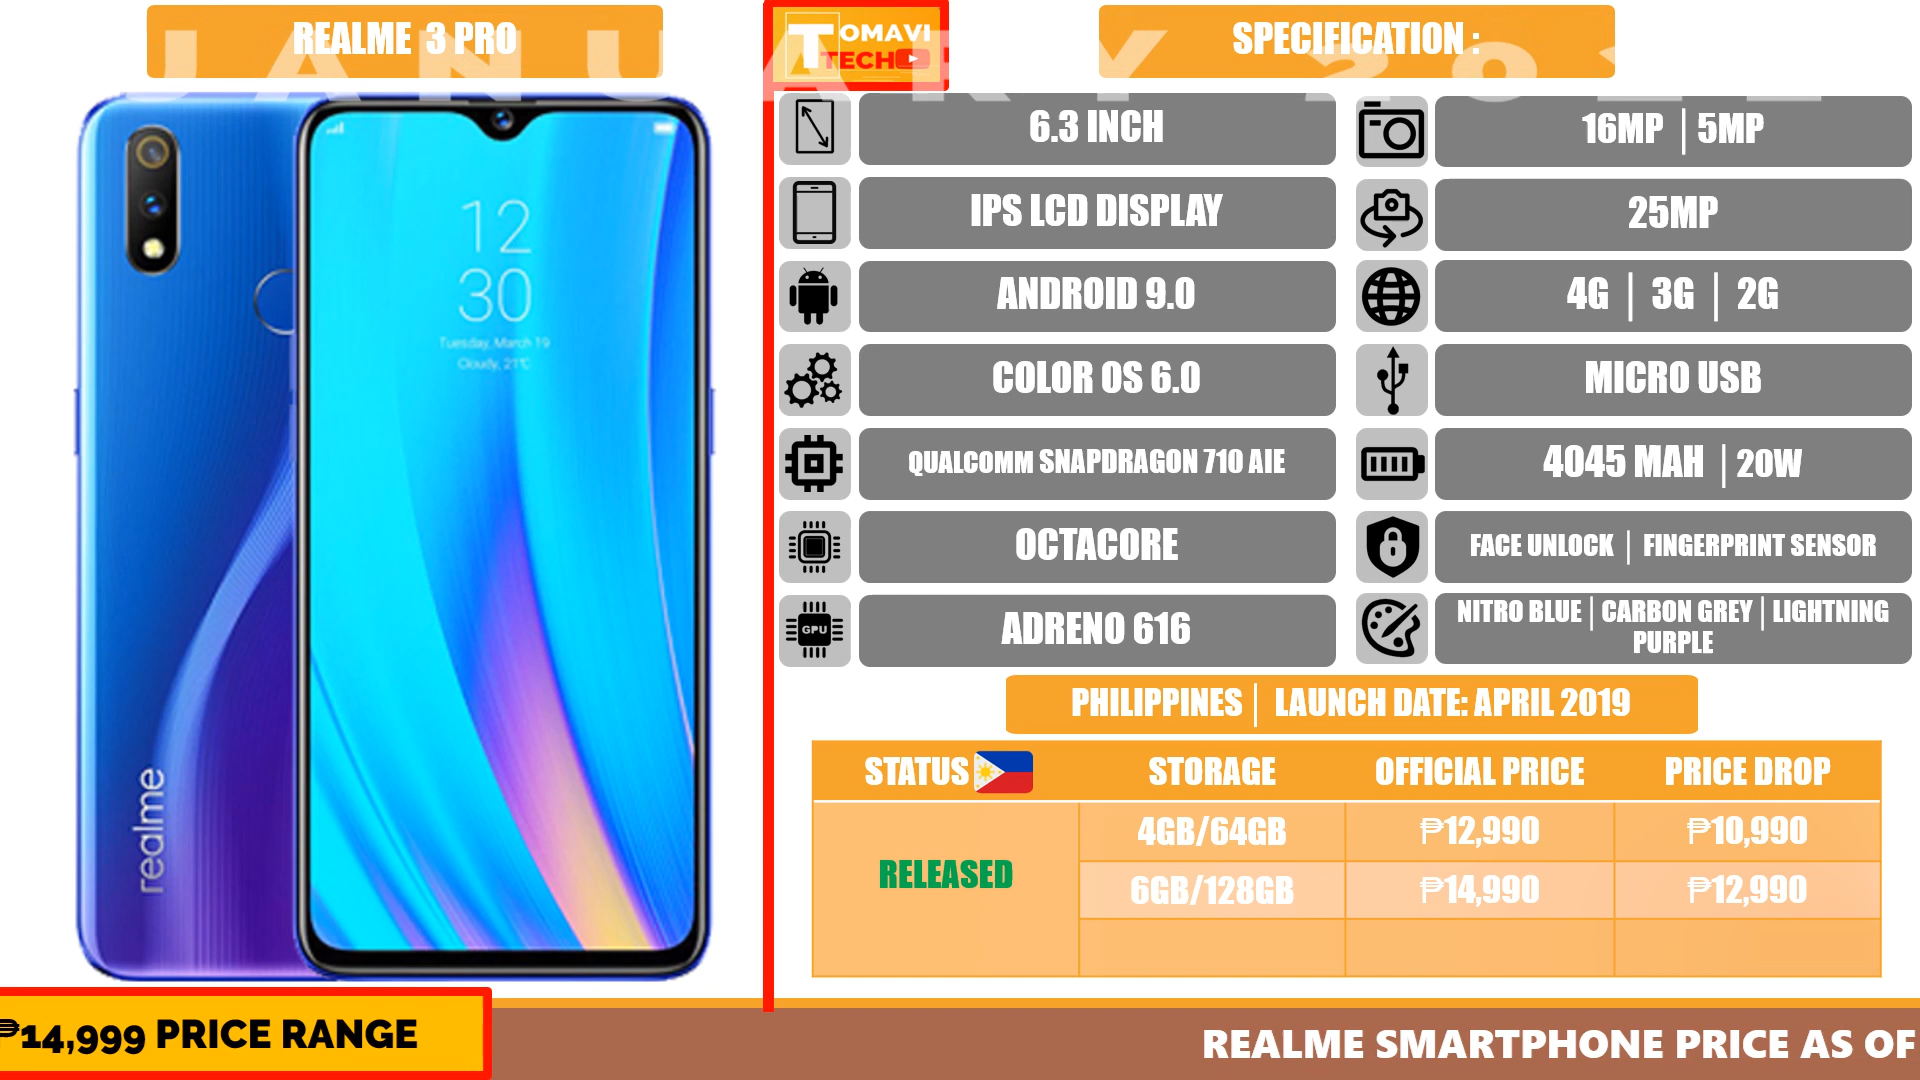 REALME 3 PRO
TOMAVI
TECH
SPECIFICATION :
JANUARY 202
12
30
Tuesday, March 19
Cloudy, 21°C
realme
6.3 INCH
IPS LCD DISPLAY
ANDROID 9.0
COLOR OS 6.0
QUALCOMM SNAPDRAGON 710 AIE
OCTACORE
GPU
ADRENO 616
16MP | 5MP
25MP
4G | 3G | 2G
MICRO USB
4045 MAH | 20W
FACE UNLOCK | FINGERPRINT SENSOR
NITRO BLUE | CARBON GREY | LIGHTNING
PURPLE
PHILIPPINES | LAUNCH DATE: APRIL 2019
STATUS STORAGE OFFICIAL PRICE PRICE DROP
RELEASED
4GB/64GB ₱12,990 ₱10,990
6GB/128GB ₱14,990 ₱12,990
₱14,999 PRICE RANGE
REALME SMARTPHONE PRICE AS OF